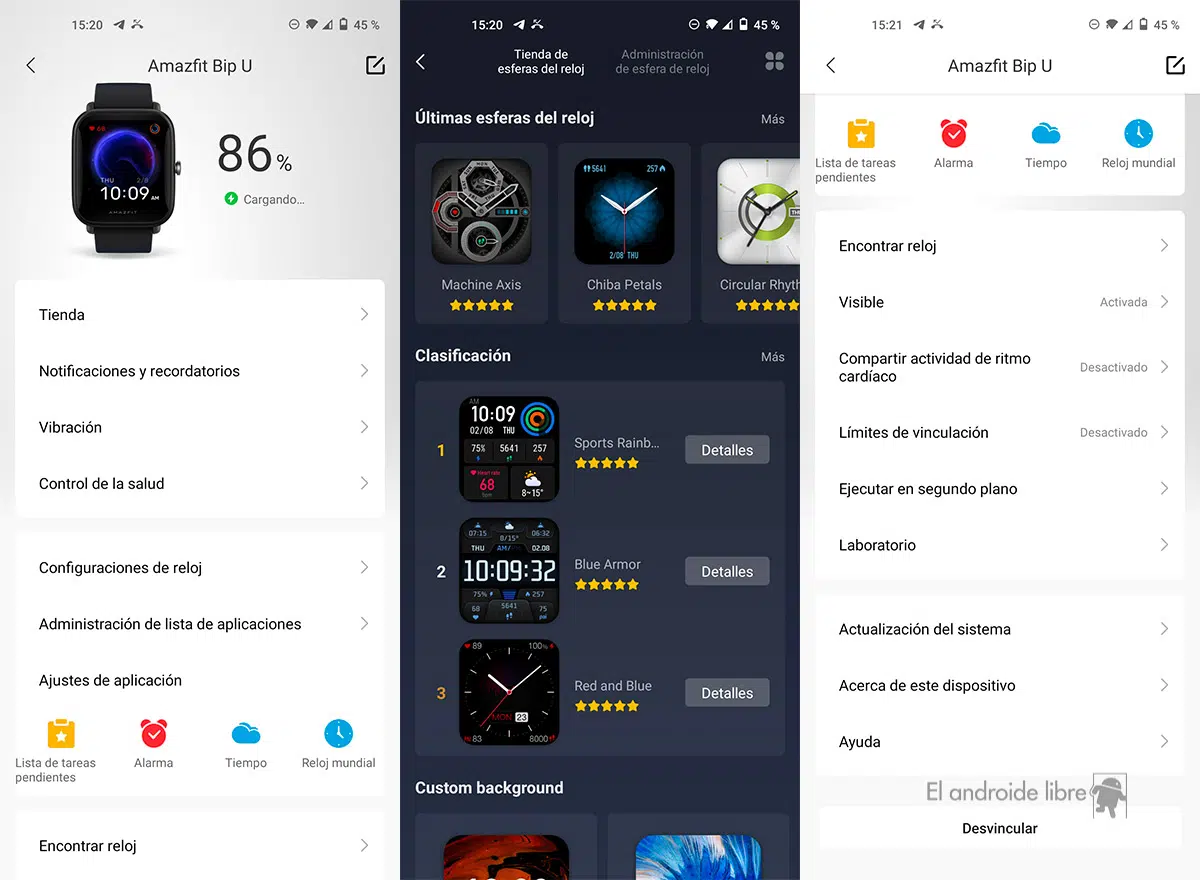 15:20
45 %
Amazfit Bip U
68
THU 2/8
10:09 AM
AMAZFIT
86 %
Cargando...
Tienda
Notificaciones y recordatorios
Vibración
Control de la salud
Configuraciones de reloj
Administración de lista de aplicaciones
Ajustes de aplicación
Lista de tareas
pendientes
Alarma
Tiempo
Reloj mundial
Encontrar reloj
15:20
45 %
Tienda de
esferas del reloj
Administración
de esfera de reloj
Últimas esferas del reloj
Más
5641
257
2/08 THU
Machine Axis
Chiba Petals
Circular Rhyth
Clasificación
Más
1
AM
10:09
02/08 THU
75% 5641 257
Heart rate
68
8~15°
Sports Rainb...
Detalles
2
07:15
8/15°
06:32
THU AM/ 02.08
10:09:32
75% 257
68 5641 75
Blue Armor
Detalles
3
89
100%
MON 23
83
8000
Red and Blue
Detalles
Custom background
15:21
45 %
Amazfit Bip U
Lista de tareas
pendientes
Alarma
Tiempo
Reloj mundial
Encontrar reloj
Visible
Activada
Compartir actividad de ritmo
cardíaco
Desactivado
Límites de vinculación
Desactivado
Ejecutar en segundo plano
Laboratorio
Actualización del sistema
Acerca de este dispositivo
Ayuda
El androide libre
Desvincular